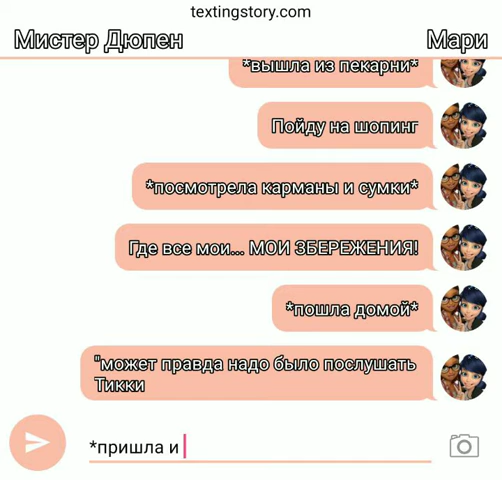 textingstory.com
Мистер Дюпен Мари
*вышла из пекарни*
Пойду на шопинг
*посмотрела карманы и сумки*
Где все мои... МОИ ЗБЕРЕЖЕНИЯ!
*пошла домой*
"может правда надо было послушать
Тикки
*пришла и